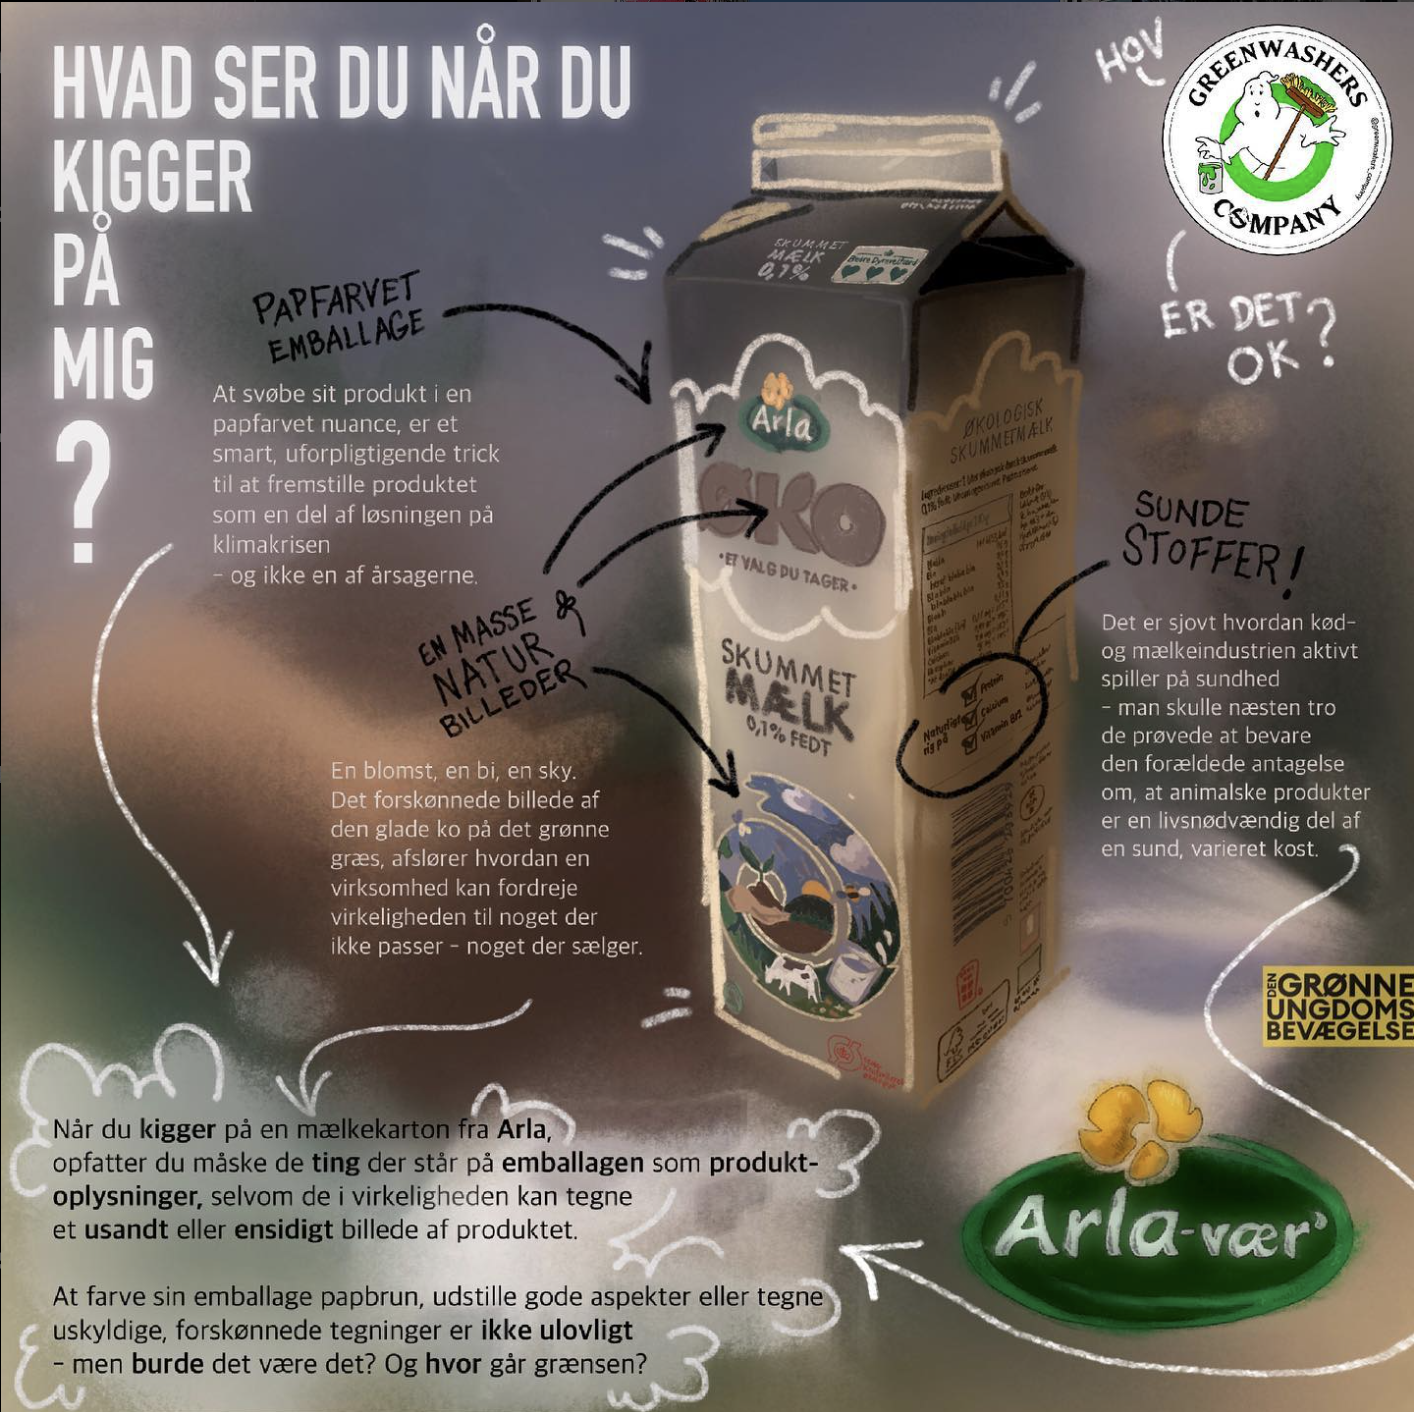 HVAD SER DU NÅR DU
KIGGER
PÅ
MIG
?
HOV
GREENWASHERS
COMPANY
@greenwashers_company
ER DET
OK?
PAPFARVET
EMBALLAGE
At svøbe sit produkt i en
papfarvet nuance, er et
smart, uforpligtigende trick
til at fremstille produktet
som en del af løsningen på
klimakrisen
- og ikke en af årsagerne.
EN MASSE
NATUR
BILLEDER
En blomst, en bi, en sky.
Det forskønnede billede af
den glade ko på det grønne
græs, afslører hvordan en
virksomhed kan fordreje
virkeligheden til noget der
ikke passer - noget der sælger.
SKUMMET
MÆLK
0,1%
Bedre Dyrevelfærd
Arla
ØKO
•ET VALG DU TAGER•
SKUMMET
MÆLK
0,1% FEDT
ØKOLOGISK
SKUMMETMÆLK
Naturligt
rig på
Protein
Calcium
Vitamin B12
SUNDE
STOFFER!
Det er sjovt hvordan kød-
og mælkeindustrien aktivt
spiller på sundhed
- man skulle næsten tro
de prøvede at bevare
den forældede antagelse
om, at animalske produkter
er en livsnødvændig del af
en sund, varieret kost.
DEN
GRØNNE
UNGDOMS
BEVÆGELSE
Når du kigger på en mælkekarton fra Arla,
opfatter du måske de ting der står på emballagen som produkt-
oplysninger, selvom de i virkeligheden kan tegne
et usandt eller ensidigt billede af produktet.
At farve sin emballage papbrun, udstille gode aspekter eller tegne
uskyldige, forskønnede tegninger er ikke ulovligt
- men burde det være det? Og hvor går grænsen?
Arla-vær'